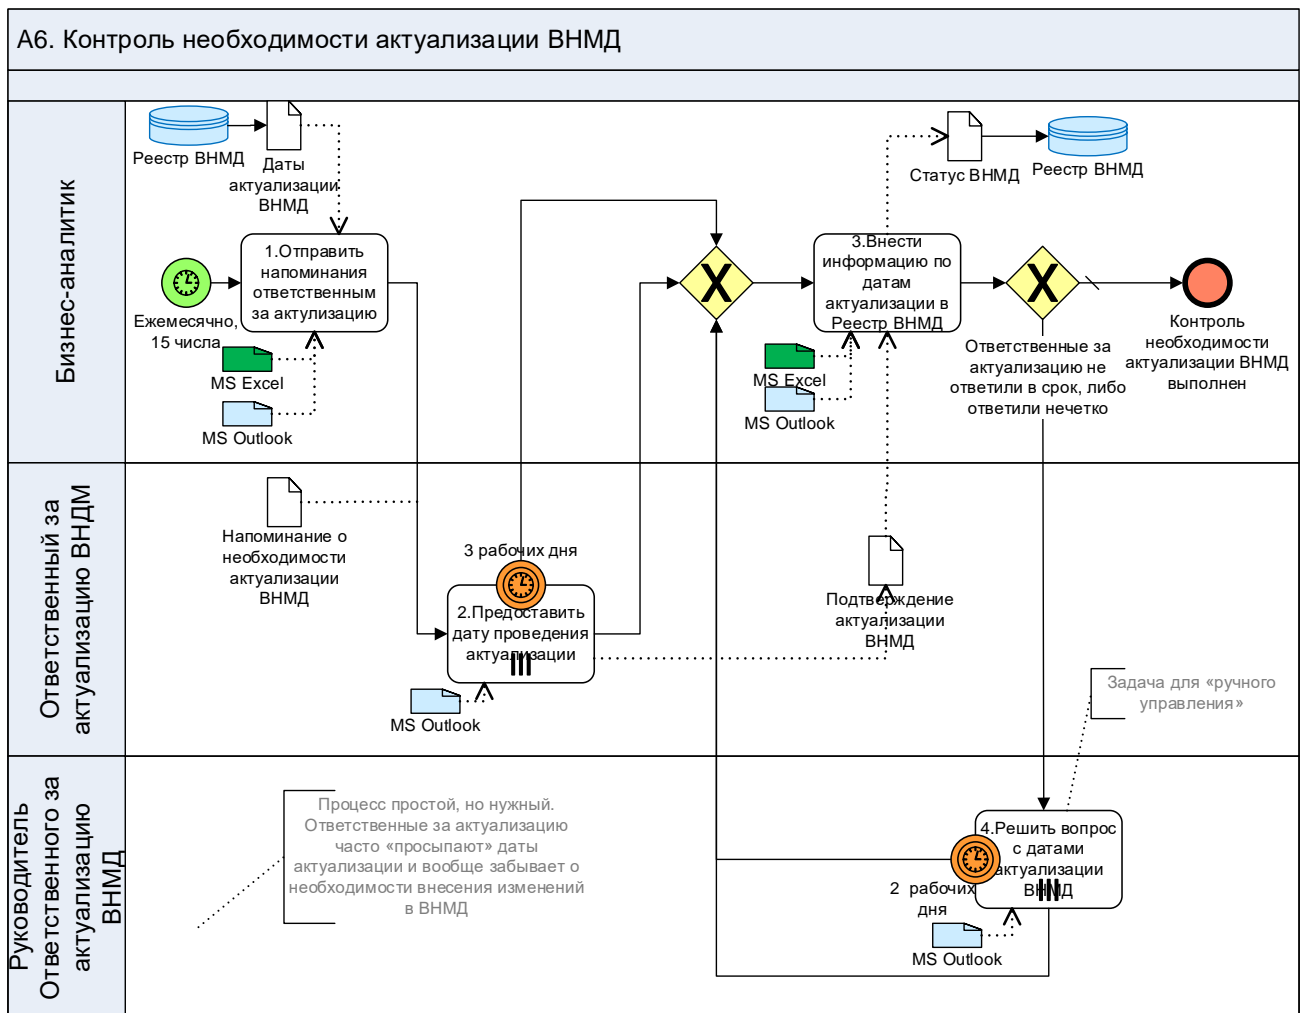 А6. Контроль необходимости актуализации ВНМД
Бизнес-аналитик
Реестр ВНМД
Даты
актуализации
ВНМД
Статус ВНМД
Реестр ВНМД
1.Отправить
напоминания
ответственным
за актулизацию
Ежемесячно,
15 числа
MS Excel
MS Outlook
X
3.Внести
информацию по
датам
актуализации в
Реестр ВНМД
MS Excel
MS Outlook
X
Ответственные за
актуализацию не
ответили в срок, либо
ответили нечетко
Контроль
необходимости
актуализации ВНМД
выполнен
Ответственный за
актуализацию ВНДМ
Напоминание о
необходимости
актуализации
ВНМД
3 рабочих дня
2.Предоставить
дату проведения
актуализации
MS Outlook
Подтверждение
актуализации
ВНМД
Задача для «ручного
управления»
Руководитель
Ответственного за
актуализацию
ВНМД
Процесс простой, но нужный.
Ответственные за актуализацию
часто «просыпают» даты
актуализации и вообще забывает о
необходимости внесения изменений
в ВНМД
4.Решить вопрос
с датами
актуализации
ВНМД
2 рабочих
дня
MS Outlook